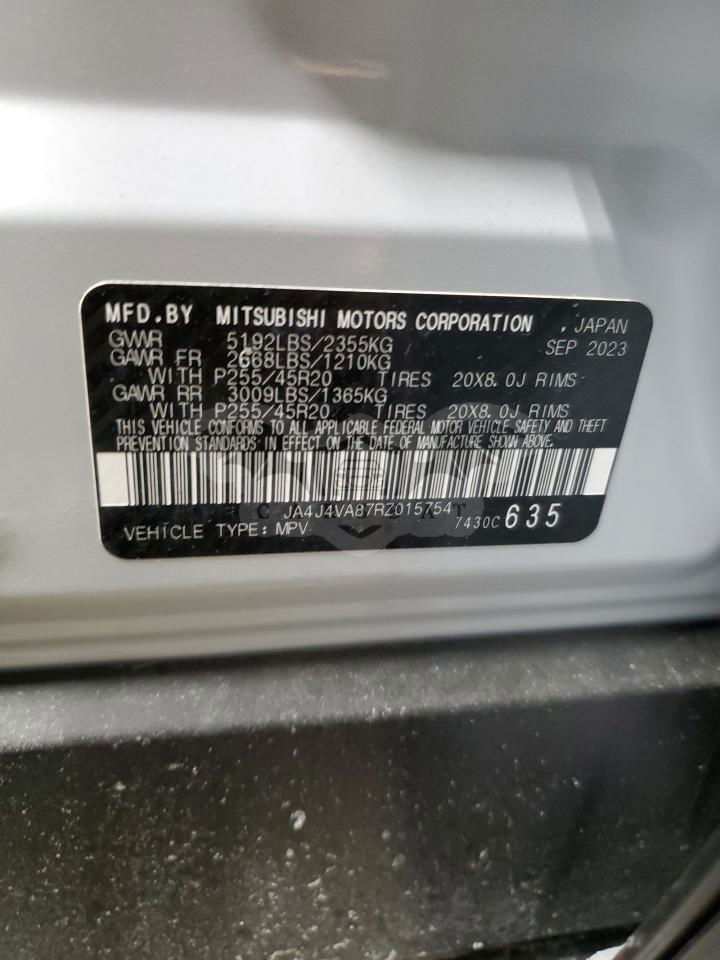 MFD.BY MITSUBISHI MOTORS CORPORATION , JAPAN
GVWR 5192LBS/2355KG SEP 2023
GAWR FR 2668LBS/1210KG
WITH P255/45R20 TIRES 20X8.0J RIMS
GAWR RR 3009LBS/1365KG
WITH P255/45R20 TIRES 20X8.0J RIMS
THIS VEHICLE CONFORMS TO ALL APPLICABLE FEDERAL MOTOR VEHICLE SAFETY AND THEFT
PREVENTION STANDARDS IN EFFECT ON THE DATE OF MANUFACTURE SHOWN ABOVE.
JA4J4VA87RZ015754
VEHICLE TYPE: MPV 7430C 635